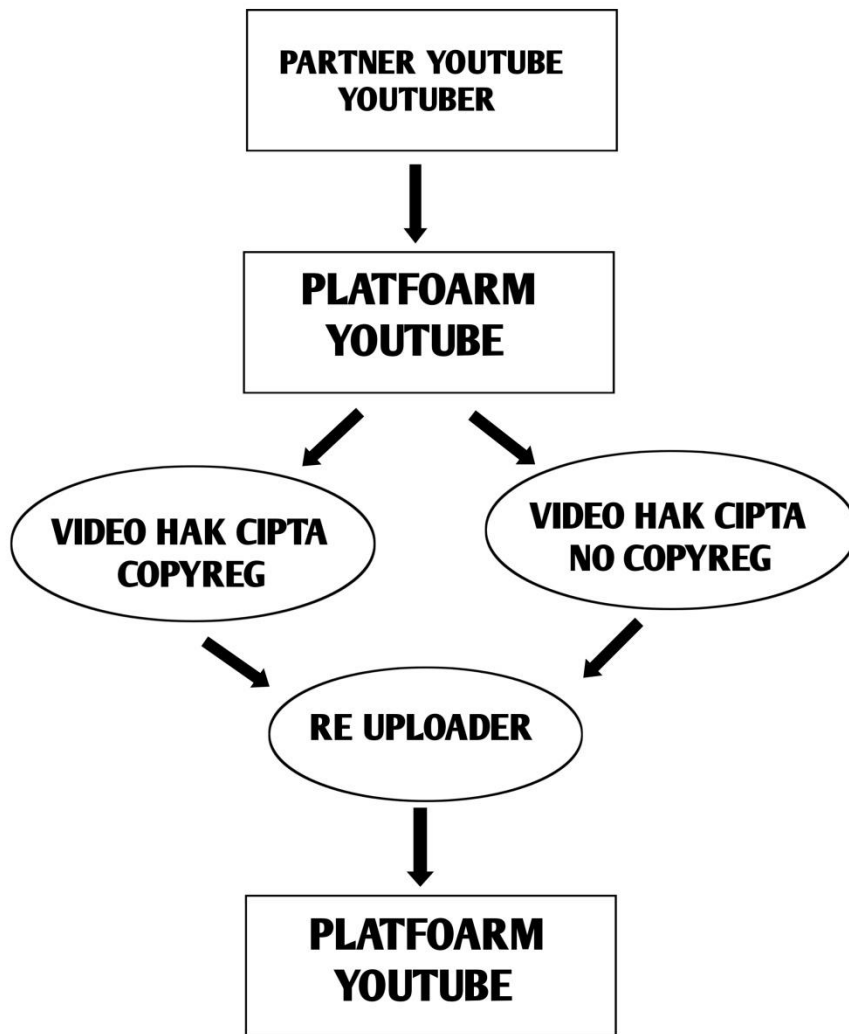 PARTNER YOUTUBE
YOUTUBER
PLATFOARM
YOUTUBE
VIDEO HAK CIPTA
COPYREG
VIDEO HAK CIPTA
NO COPYREG
RE UPLOADER
PLATFOARM
YOUTUBE